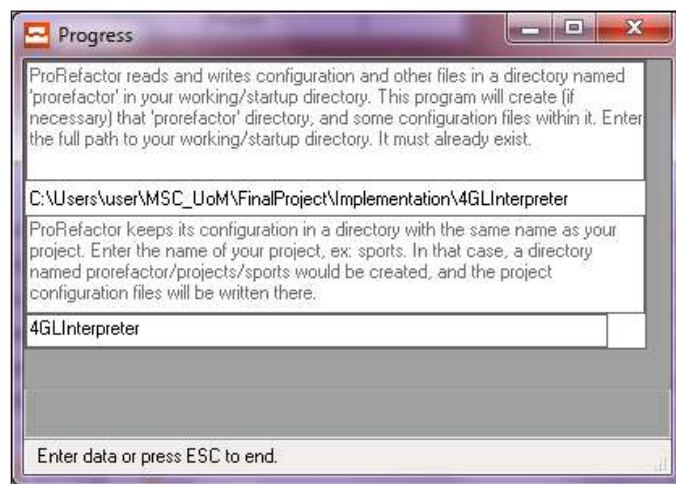 Progress
ProRefactor reads and writes configuration and other files in a directory named
'prorefactor' in your working/startup directory. This program will create (if
necessary) that 'prorefactor' directory, and some configuration files within it. Enter
the full path to your working/startup directory. It must already exist.
C:\Users\user\MSC_UoM\FinalProject\Implementation\4GLInterpreter
ProRefactor keeps its configuration in a directory with the same name as your
project. Enter the name of your project, ex: sports. In that case, a directory
named prorefactor/projects/sports would be created, and the project
configuration files will be written there.
4GLInterpreter
Enter data or press ESC to end.